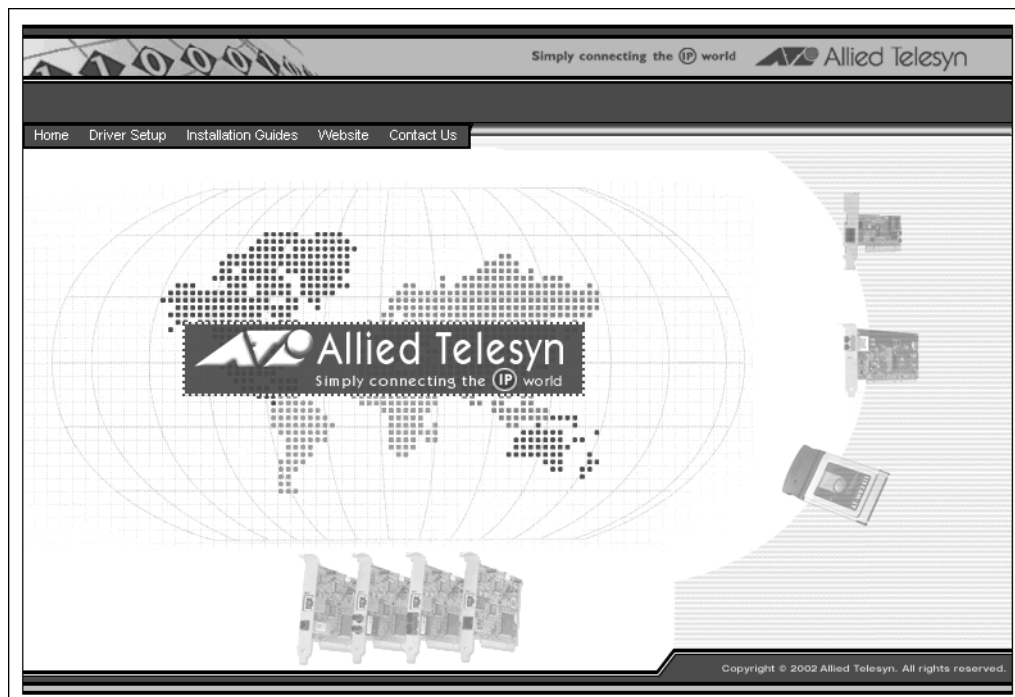 110001
Simply connecting the IP world Allied Telesyn
Home Driver Setup Installation Guides Website Contact Us
Allied Telesyn
Simply connecting the IP world
Copyright © 2002 Allied Telesyn. All rights reserved.